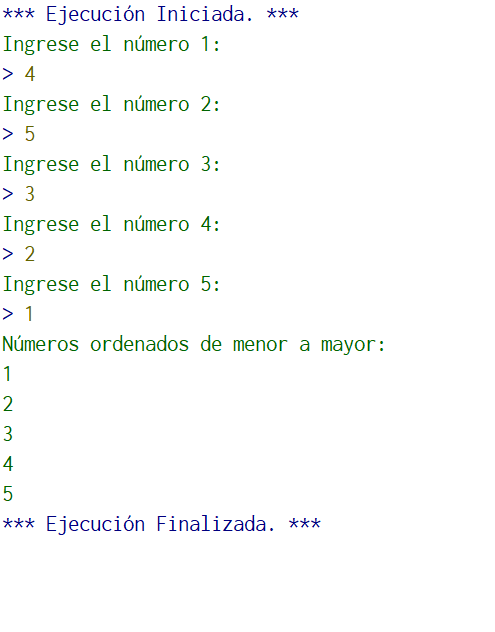 *** Ejecución Iniciada. ***
Ingrese el número 1:
> 4
Ingrese el número 2:
> 5
Ingrese el número 3:
> 3
Ingrese el número 4:
> 2
Ingrese el número 5:
> 1
Números ordenados de menor a mayor:
1
2
3
4
5
*** Ejecución Finalizada. ***